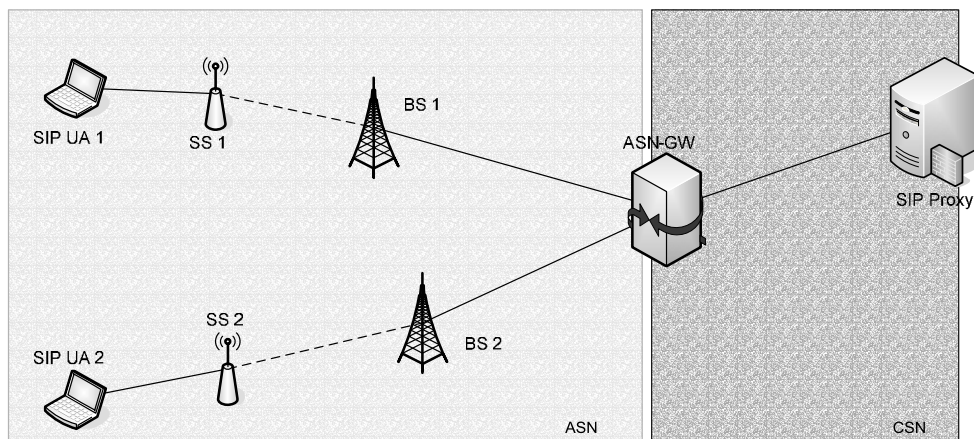 SIP UA 1
SS 1
BS 1
ASN-GW
SIP Proxy
SS 2
BS 2
SIP UA 2
ASN
CSN